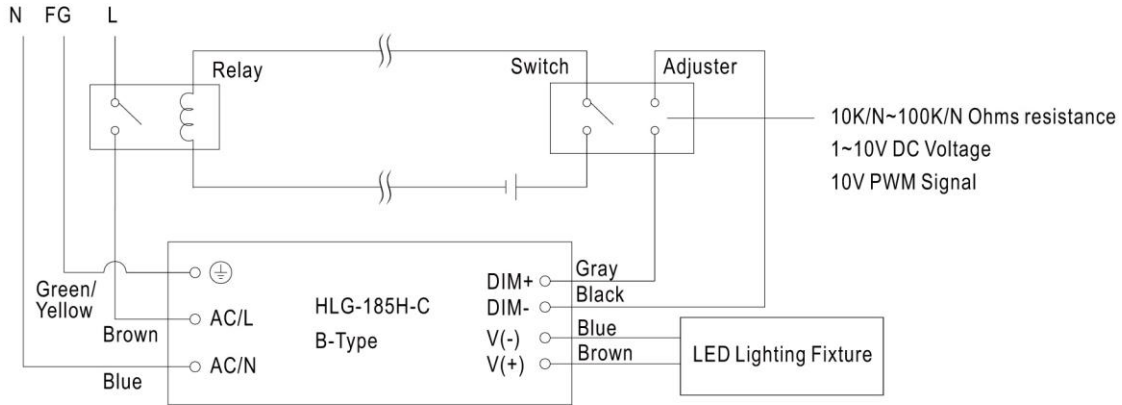 N FG L
Relay
Switch
Adjuster
10K/N~100K/N Ohms resistance
1~10V DC Voltage
10V PWM Signal
Green/
Yellow
Brown
Blue
AC/L
AC/N
HLG-185H-C
B-Type
DIM+
DIM-
V(-)
V(+)
Gray
Black
Blue
Brown
LED Lighting Fixture